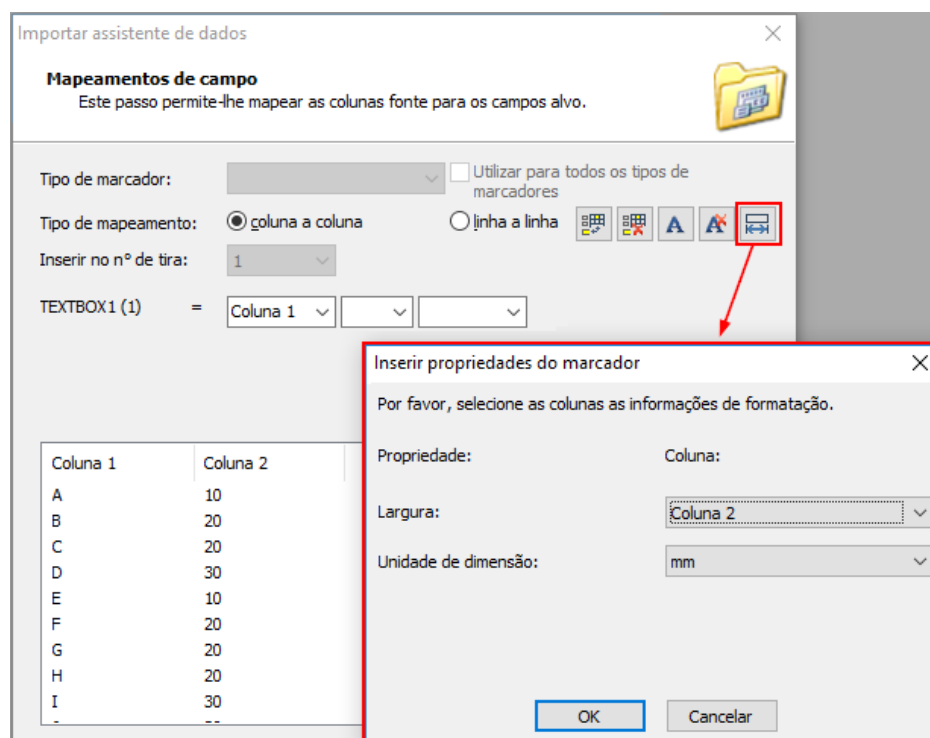 Importar assistente de dados
Mapeamentos de campo
Este passo permite-lhe mapear as colunas fonte para os campos alvo.
Tipo de marcador:
Utilizar para todos os tipos de
marcadores
Tipo de mapeamento:
coluna a coluna
linha a linha
A
A
Inserir no nº de tira:
1
TEXTBOX1 (1) = Coluna 1
Inserir propriedades do marcador
Por favor, selecione as colunas as informações de formatação.
Propriedade: Coluna:
Largura: Coluna 2
Unidade de dimensão: mm
OK Cancelar
Coluna 1 Coluna 2
A 10
B 20
C 20
D 30
E 10
F 20
G 20
H 20
I 30